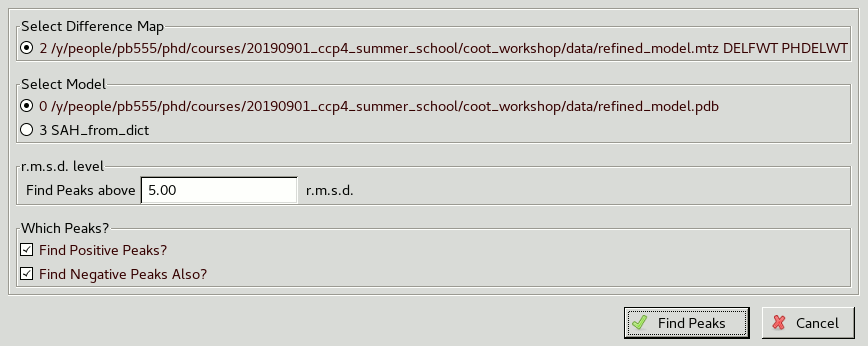 Select Difference Map
2 /y/people/pb555/phd/courses/20190901_ccp4_summer_school/coot_workshop/data/refined_model.mtz DELFWT PHDELWT
Select Model
0 /y/people/pb555/phd/courses/20190901_ccp4_summer_school/coot_workshop/data/refined_model.pdb
3 SAH_from_dict
r.m.s.d. level
Find Peaks above 5.00 r.m.s.d.
Which Peaks?
Find Positive Peaks?
Find Negative Peaks Also?
Find Peaks Cancel